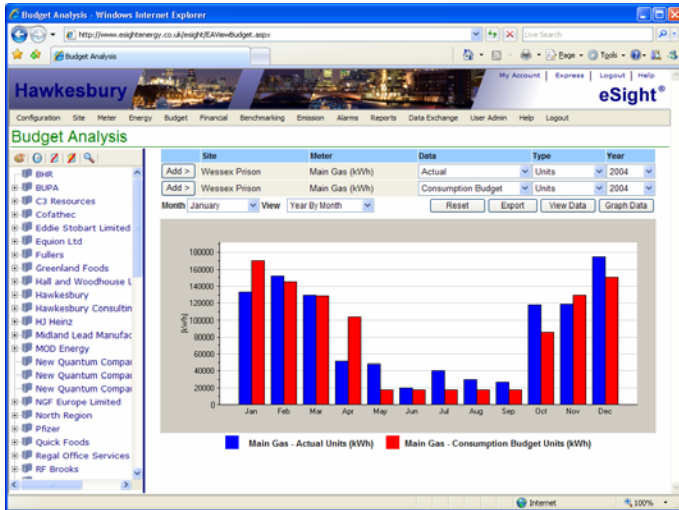 Budget Analysis - Windows Internet Explorer
http://www.esightenergy.co.uk/esight/EAViewBudget.aspx
Live Search
Budget Analysis
Page
Tools
My Account | Express | Logout | Help
Hawkesbury
eSight®
Configuration Site Meter Energy Budget Financial Benchmarking Emission Alarms Reports Data Exchange User Admin Help Logout
Budget Analysis
Site Meter Data Type Year
Add > Wessex Prison Main Gas (kWh) Actual Units 2004
Add > Wessex Prison Main Gas (kWh) Consumption Budget Units 2004
Month January View Year By Month Reset Export View Data Graph Data
BHR
BUPA
C3 Resources
Cofathec
Eddie Stobart Limited
Equion Ltd
Fullers
Greenland Foods
Hall and Woodhouse L
Hawkesbury
Hawkesbury Consultin
HJ Heinz
Midland Lead Manufac
MOD Energy
New Quantum Compai
New Quantum Compai
New Quantum Compai
NGF Europe Limited
North Region
Pfizer
Quick Foods
Regal Office Services
RF Brooks
180000
160000
140000
120000
100000
80000
60000
40000
20000
0
(kWh)
Jan Feb Mar Apr May Jun Jul Aug Sep Oct Nov Dec
Main Gas - Actual Units (kWh) Main Gas - Consumption Budget Units (kWh)
Internet
100%